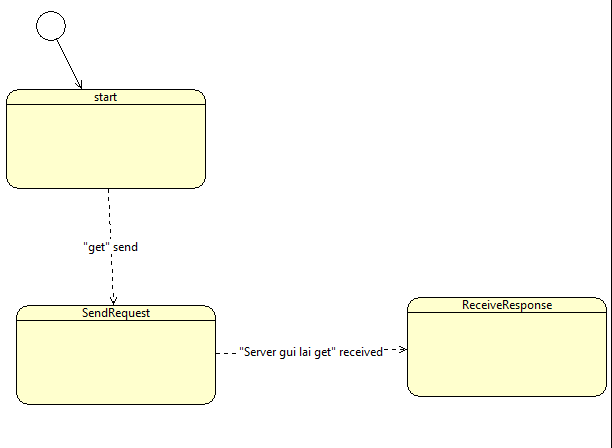 start
"get" send
SendRequest
"Server gui lai get" received
ReceiveResponse